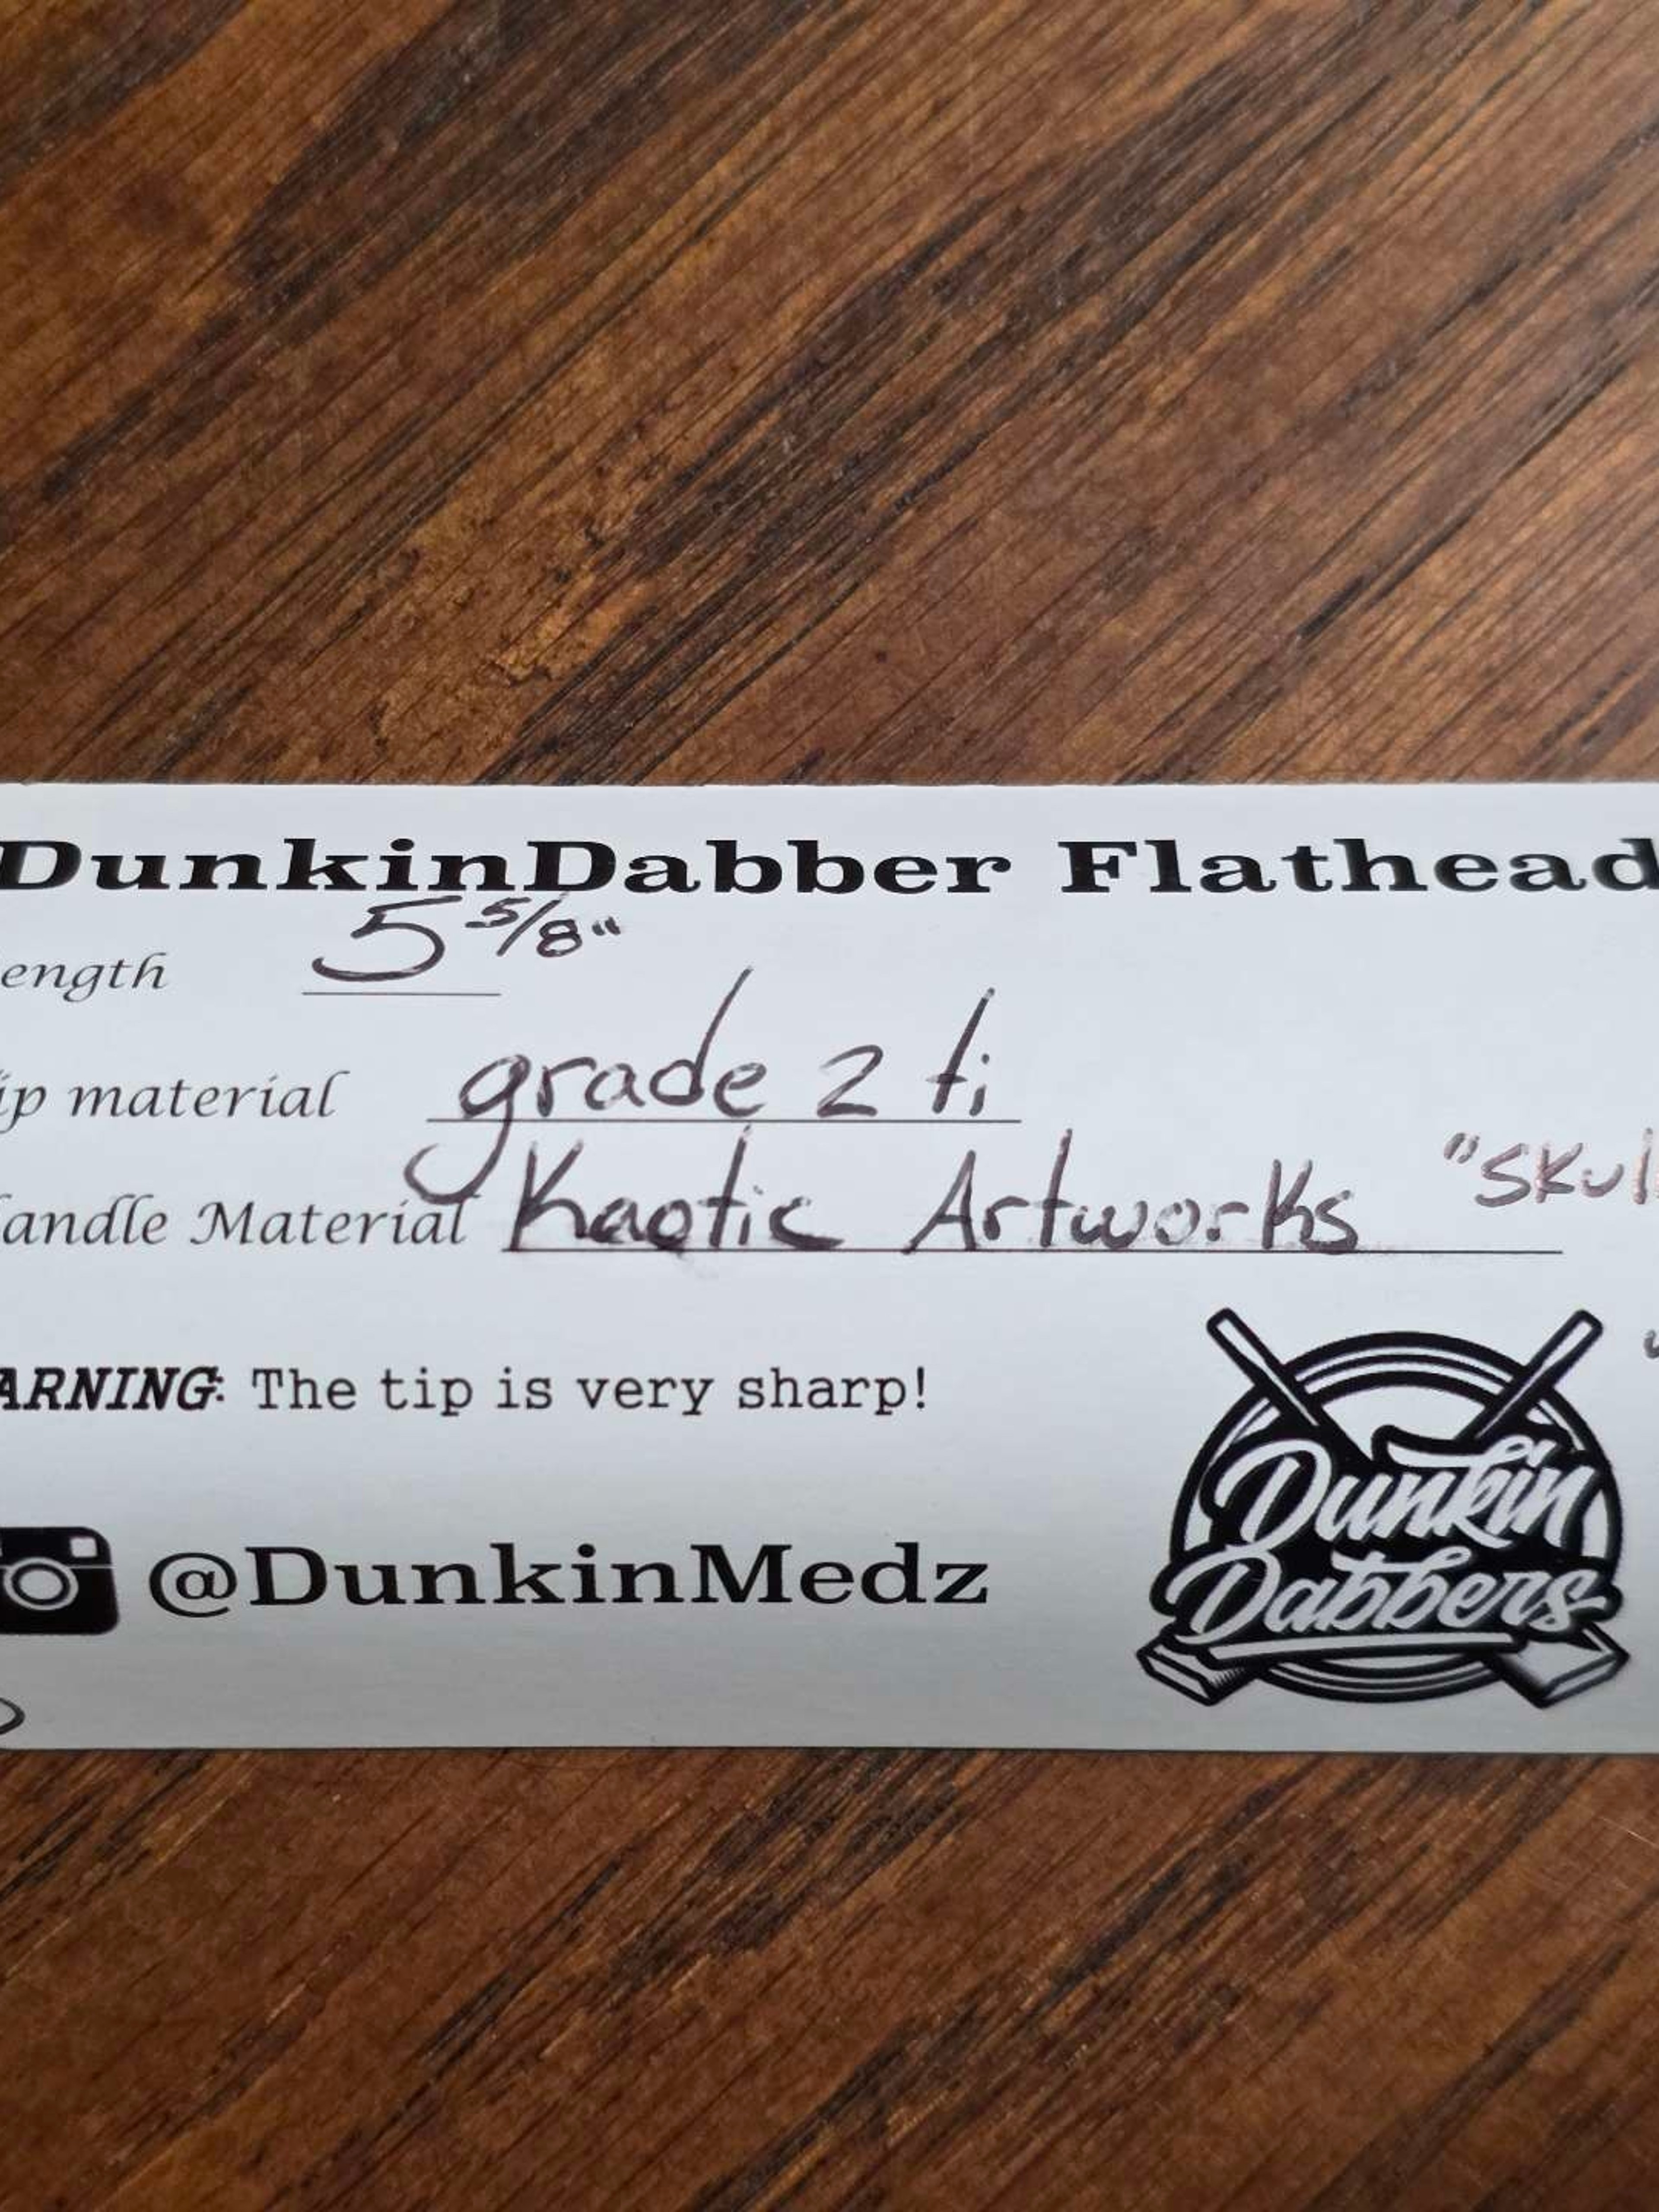 DunkinDabber Flathead
ength 5 5/8"
ip material grade 2 ti
andle Material Kaotic Artworks "Skul
ARNING: The tip is very sharp!
@DunkinMedz
Dunkin
Dabbers